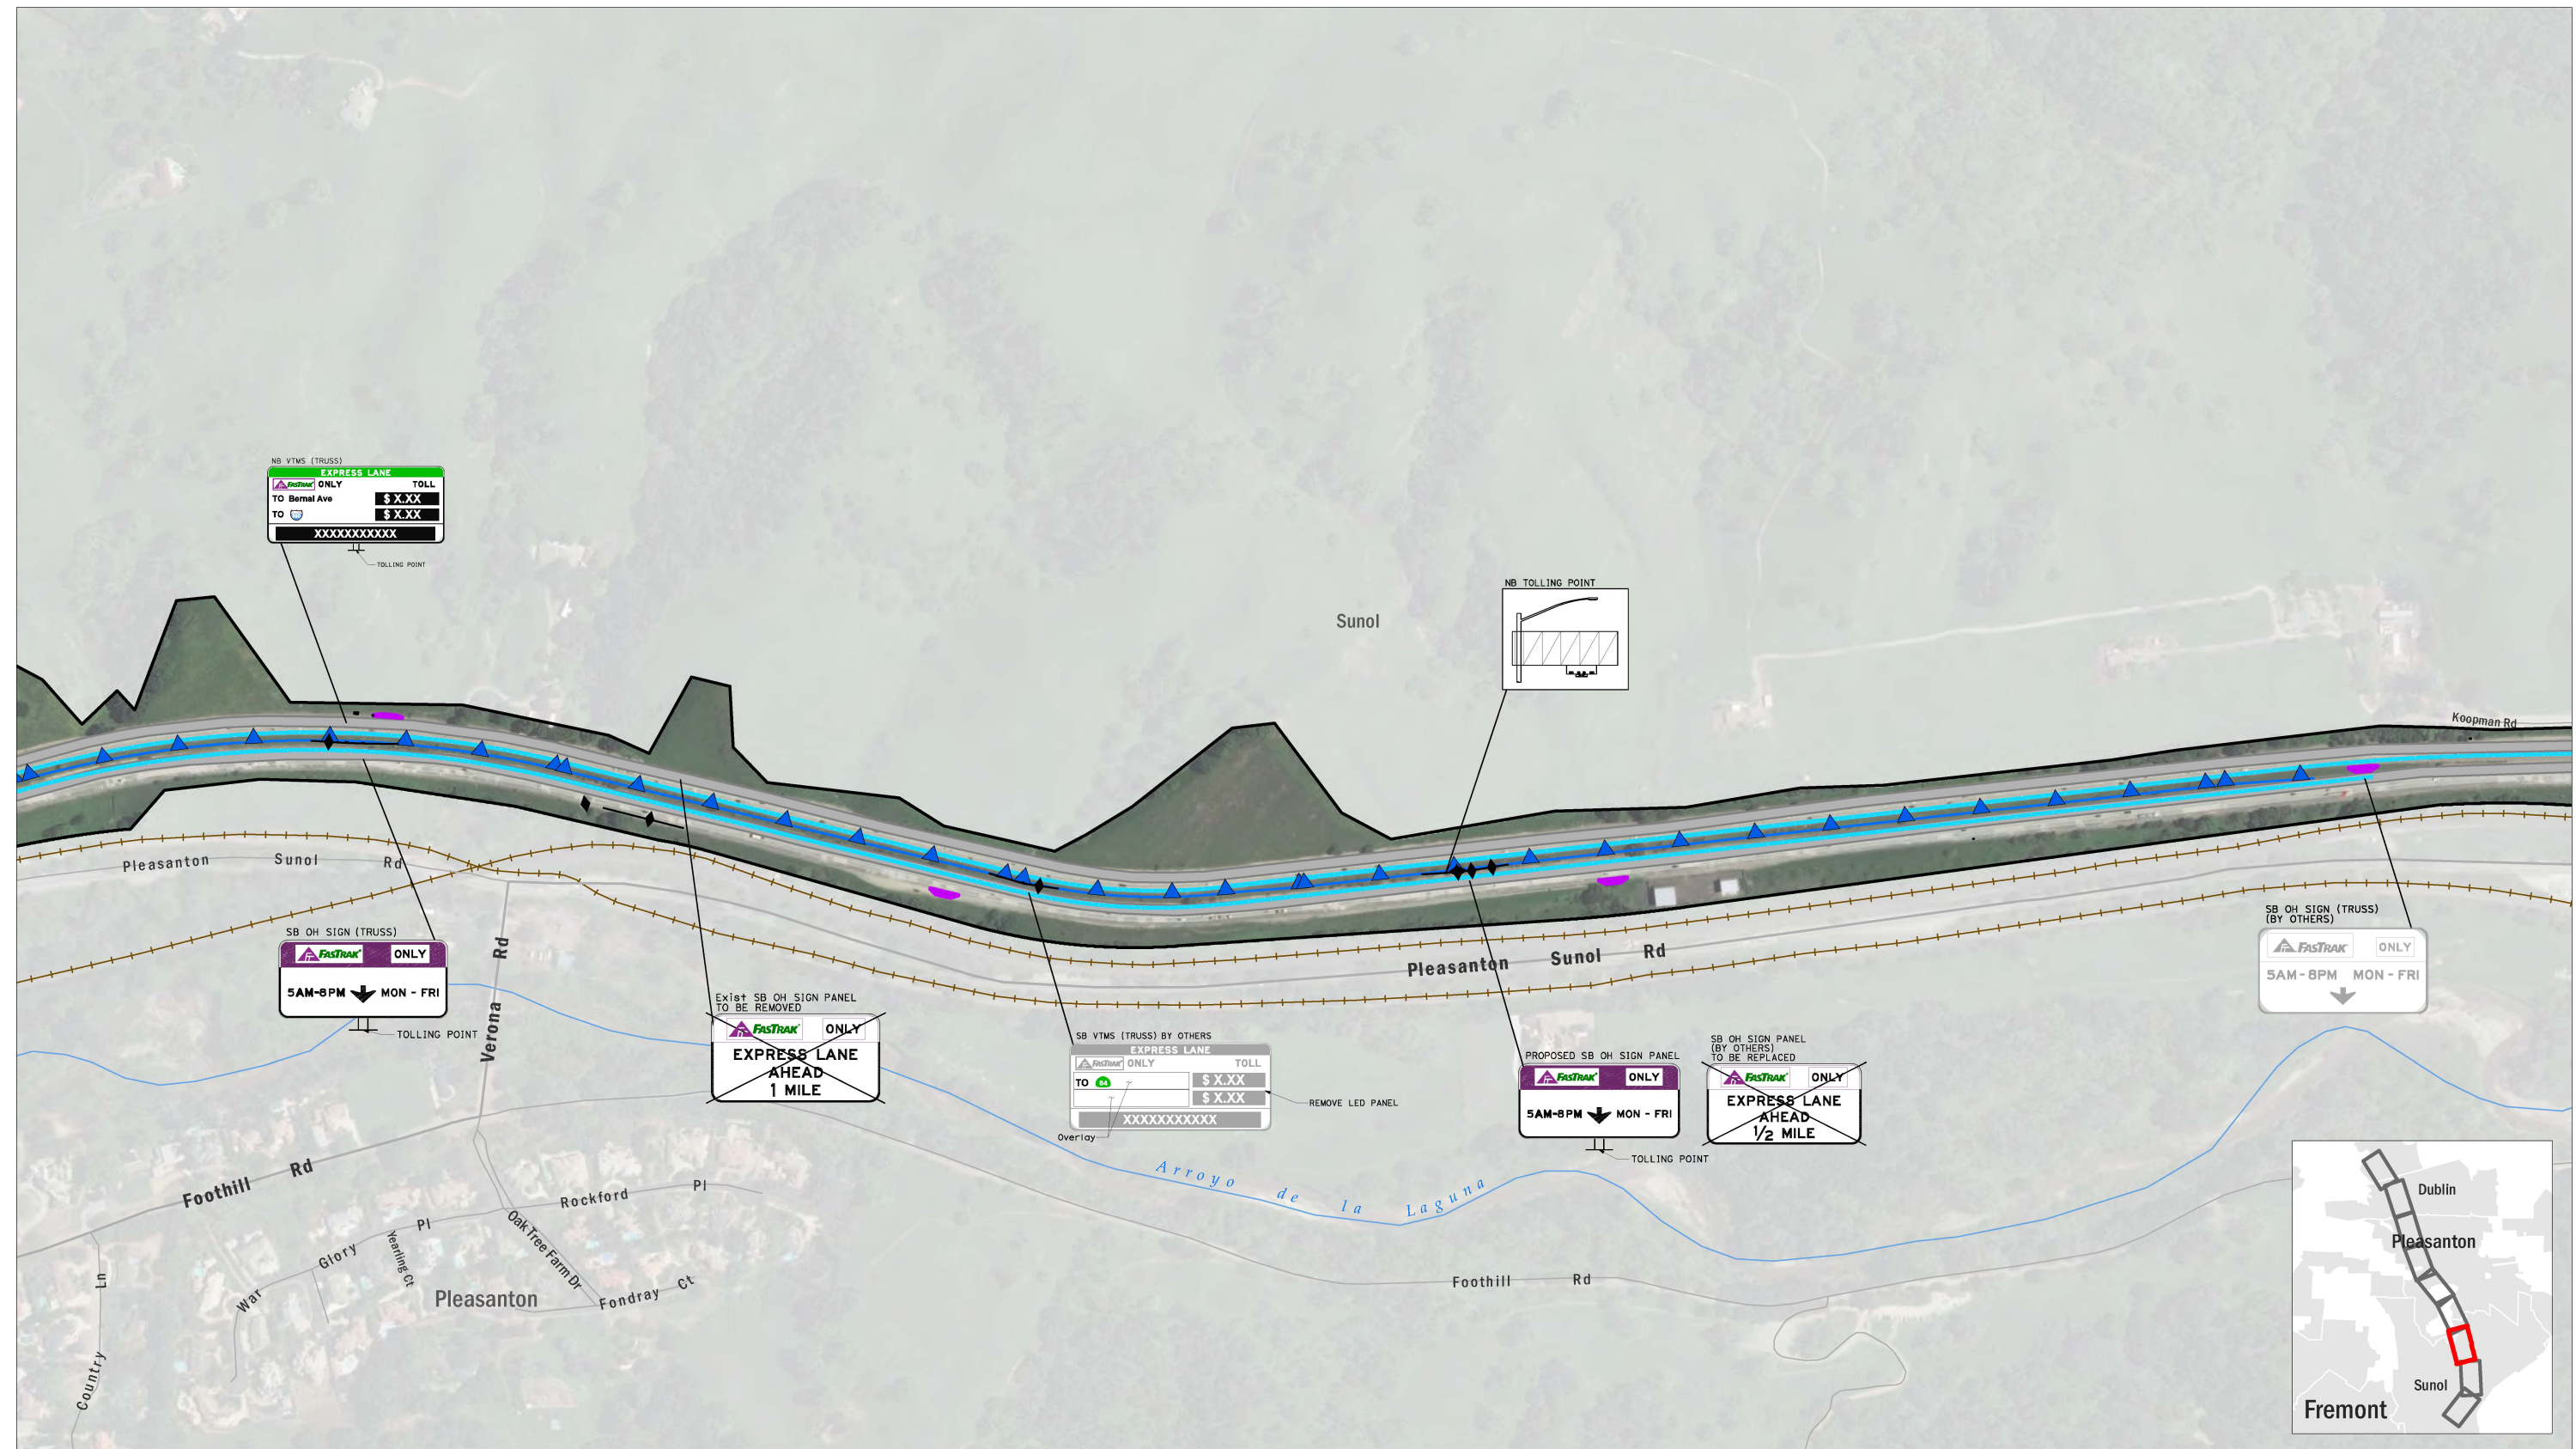 NB VTMS (TRUSS)
EXPRESS LANE
FASTRAK ONLY TOLL
TO Bernal Ave $ X.XX
TO $ X.XX
XXXXXXXXXXX
TOLLING POINT
NB TOLLING POINT
Sunol
Koopman Rd
Pleasanton Sunol Rd
SB OH SIGN (TRUSS)
FASTRAK ONLY
5AM-8PM MON - FRI
TOLLING POINT
Verona Rd
Exist SB OH SIGN PANEL
TO BE REMOVED
FASTRAK ONLY
EXPRESS LANE
AHEAD
1 MILE
SB VTMS (TRUSS) BY OTHERS
EXPRESS LANE
FASTRAK ONLY TOLL
TO 84 $ X.XX
$ X.XX
XXXXXXXXXXX
REMOVE LED PANEL
Overlay
Pleasanton Sunol Rd
PROPOSED SB OH SIGN PANEL
FASTRAK ONLY
5AM-8PM MON - FRI
TOLLING POINT
SB OH SIGN PANEL
(BY OTHERS)
TO BE REPLACED
FASTRAK ONLY
EXPRESS LANE
AHEAD
1/2 MILE
SB OH SIGN (TRUSS)
(BY OTHERS)
FASTRAK ONLY
5AM-8PM MON - FRI
Arroyo de la Laguna
Foothill Rd
Rockford Pl
War Glory Pl
Yearling Ct
Oak Tree Farm Dr
Fondray Ct
Country Ln
Pleasanton
Foothill Rd
Dublin
Pleasanton
Sunol
Fremont